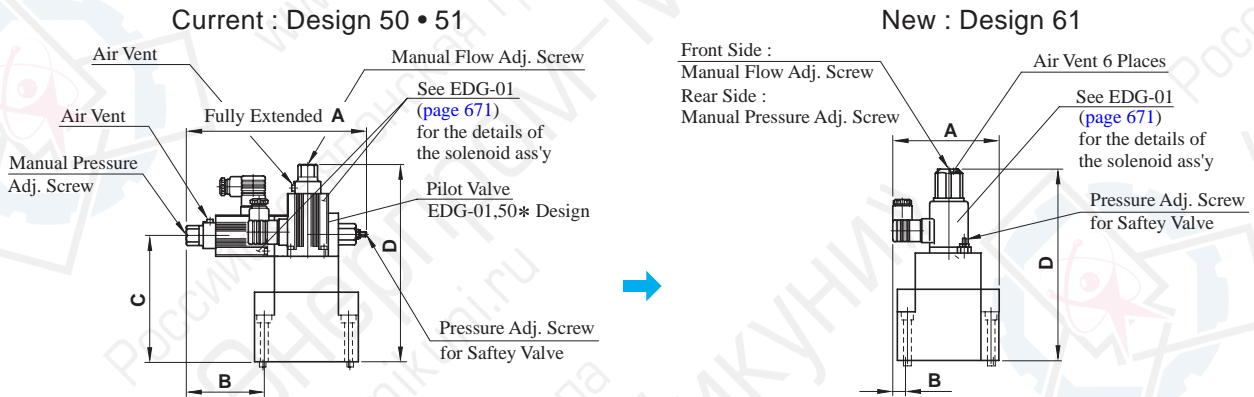 Current : Design 50 • 51
New : Design 61
Air Vent
Manual Flow Adj. Screw
See EDG-01
(page 671)
for the details of
the solenoid ass'y
Fully Extended A
Air Vent
Manual Pressure
Adj. Screw
Pilot Valve
EDG-01,50* Design
D
C
B
Pressure Adj. Screw
for Saftey Valve
Front Side :
Manual Flow Adj. Screw
Rear Side :
Manual Pressure Adj. Screw
Air Vent 6 Places
See EDG-01
(page 671)
for the details of
the solenoid ass'y
A
Pressure Adj. Screw
for Saftey Valve
D
B